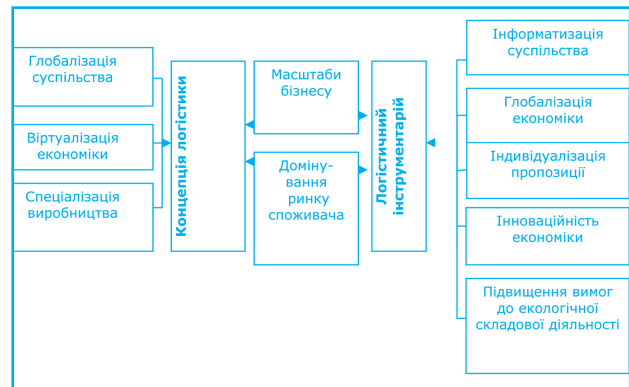 Глобалізація
суспільства
Віртуалізація
економіки
Спеціалізація
виробництва
Концепція логістики
Масштаби
бізнесу
Доміну-
вання
ринку
споживача
Логістичний
інструментарій
Інформатизація
суспільства
Глобалізація
економіки
Індивідуалізація
пропозиції
Інноваційність
економіки
Підвищення вимог
до екологічної
складової діяльності